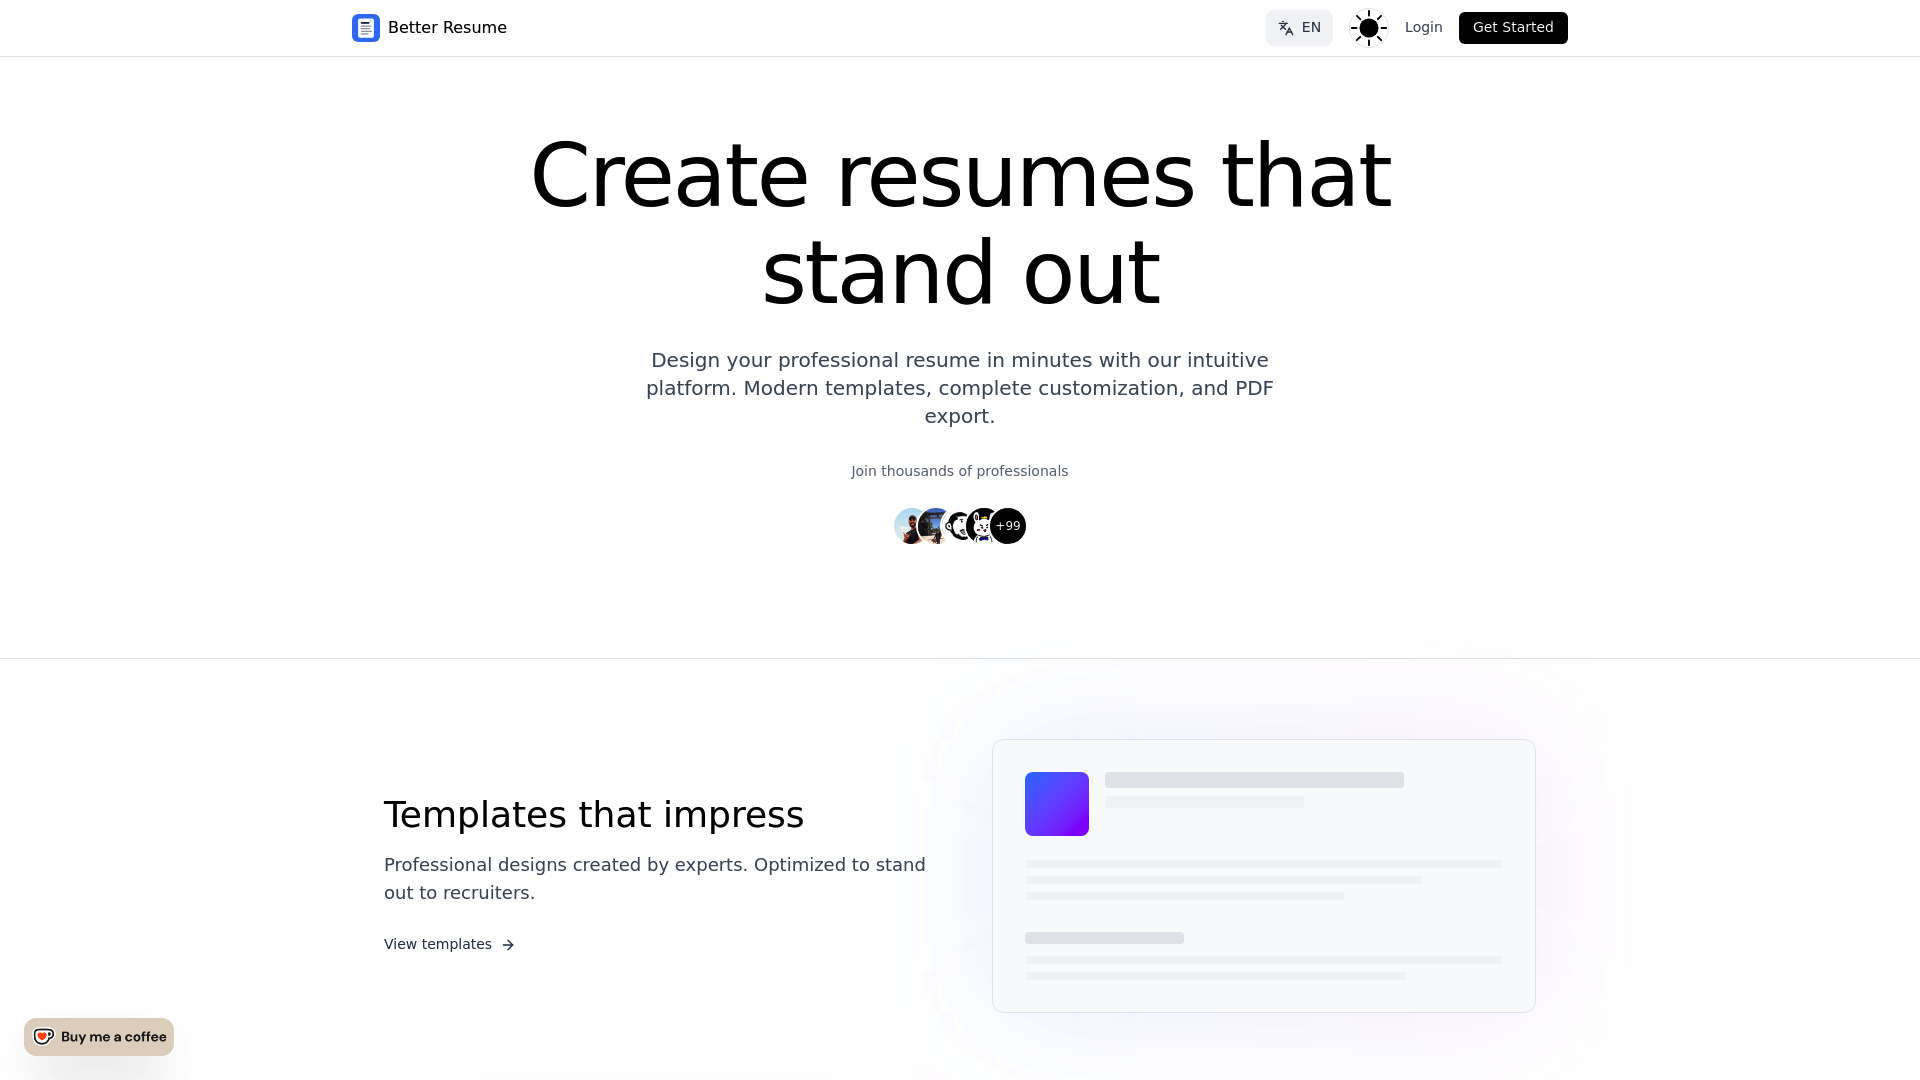 Better Resume
EN
Login
Get Started
Create resumes that
stand out
Design your professional resume in minutes with our intuitive
platform. Modern templates, complete customization, and PDF
export.
Join thousands of professionals
+99
Templates that impress
Professional designs created by experts. Optimized to stand
out to recruiters.
View templates
Buy me a coffee